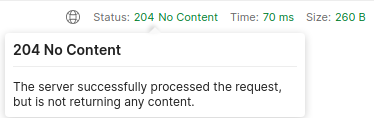 Status: 204 No Content Time: 70 ms Size: 260 B
204 No Content
The server successfully processed the request,
but is not returning any content.